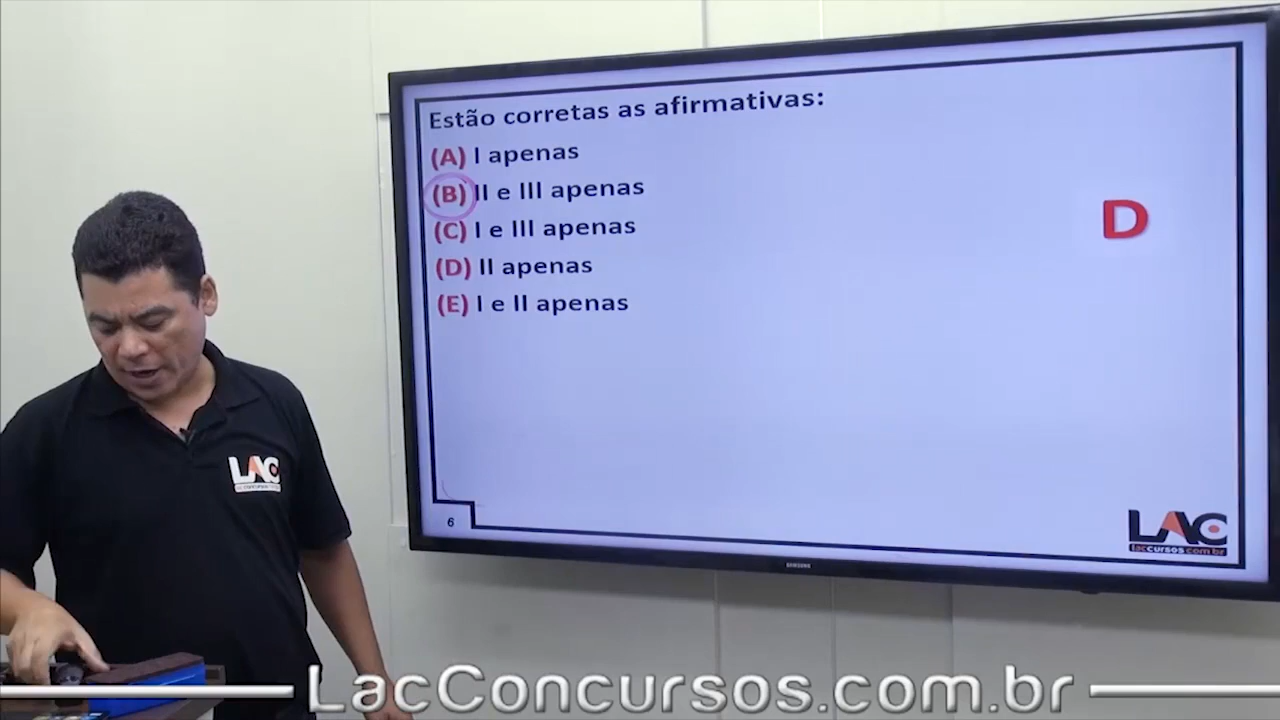 Estão corretas as afirmativas:
(A) I apenas
(B) II e III apenas
(C) I e III apenas
(D) II apenas
(E) I e II apenas
D
6
LAC
laccursos.com.br
SAMSUNG
LAC
LacConcursos.com.br